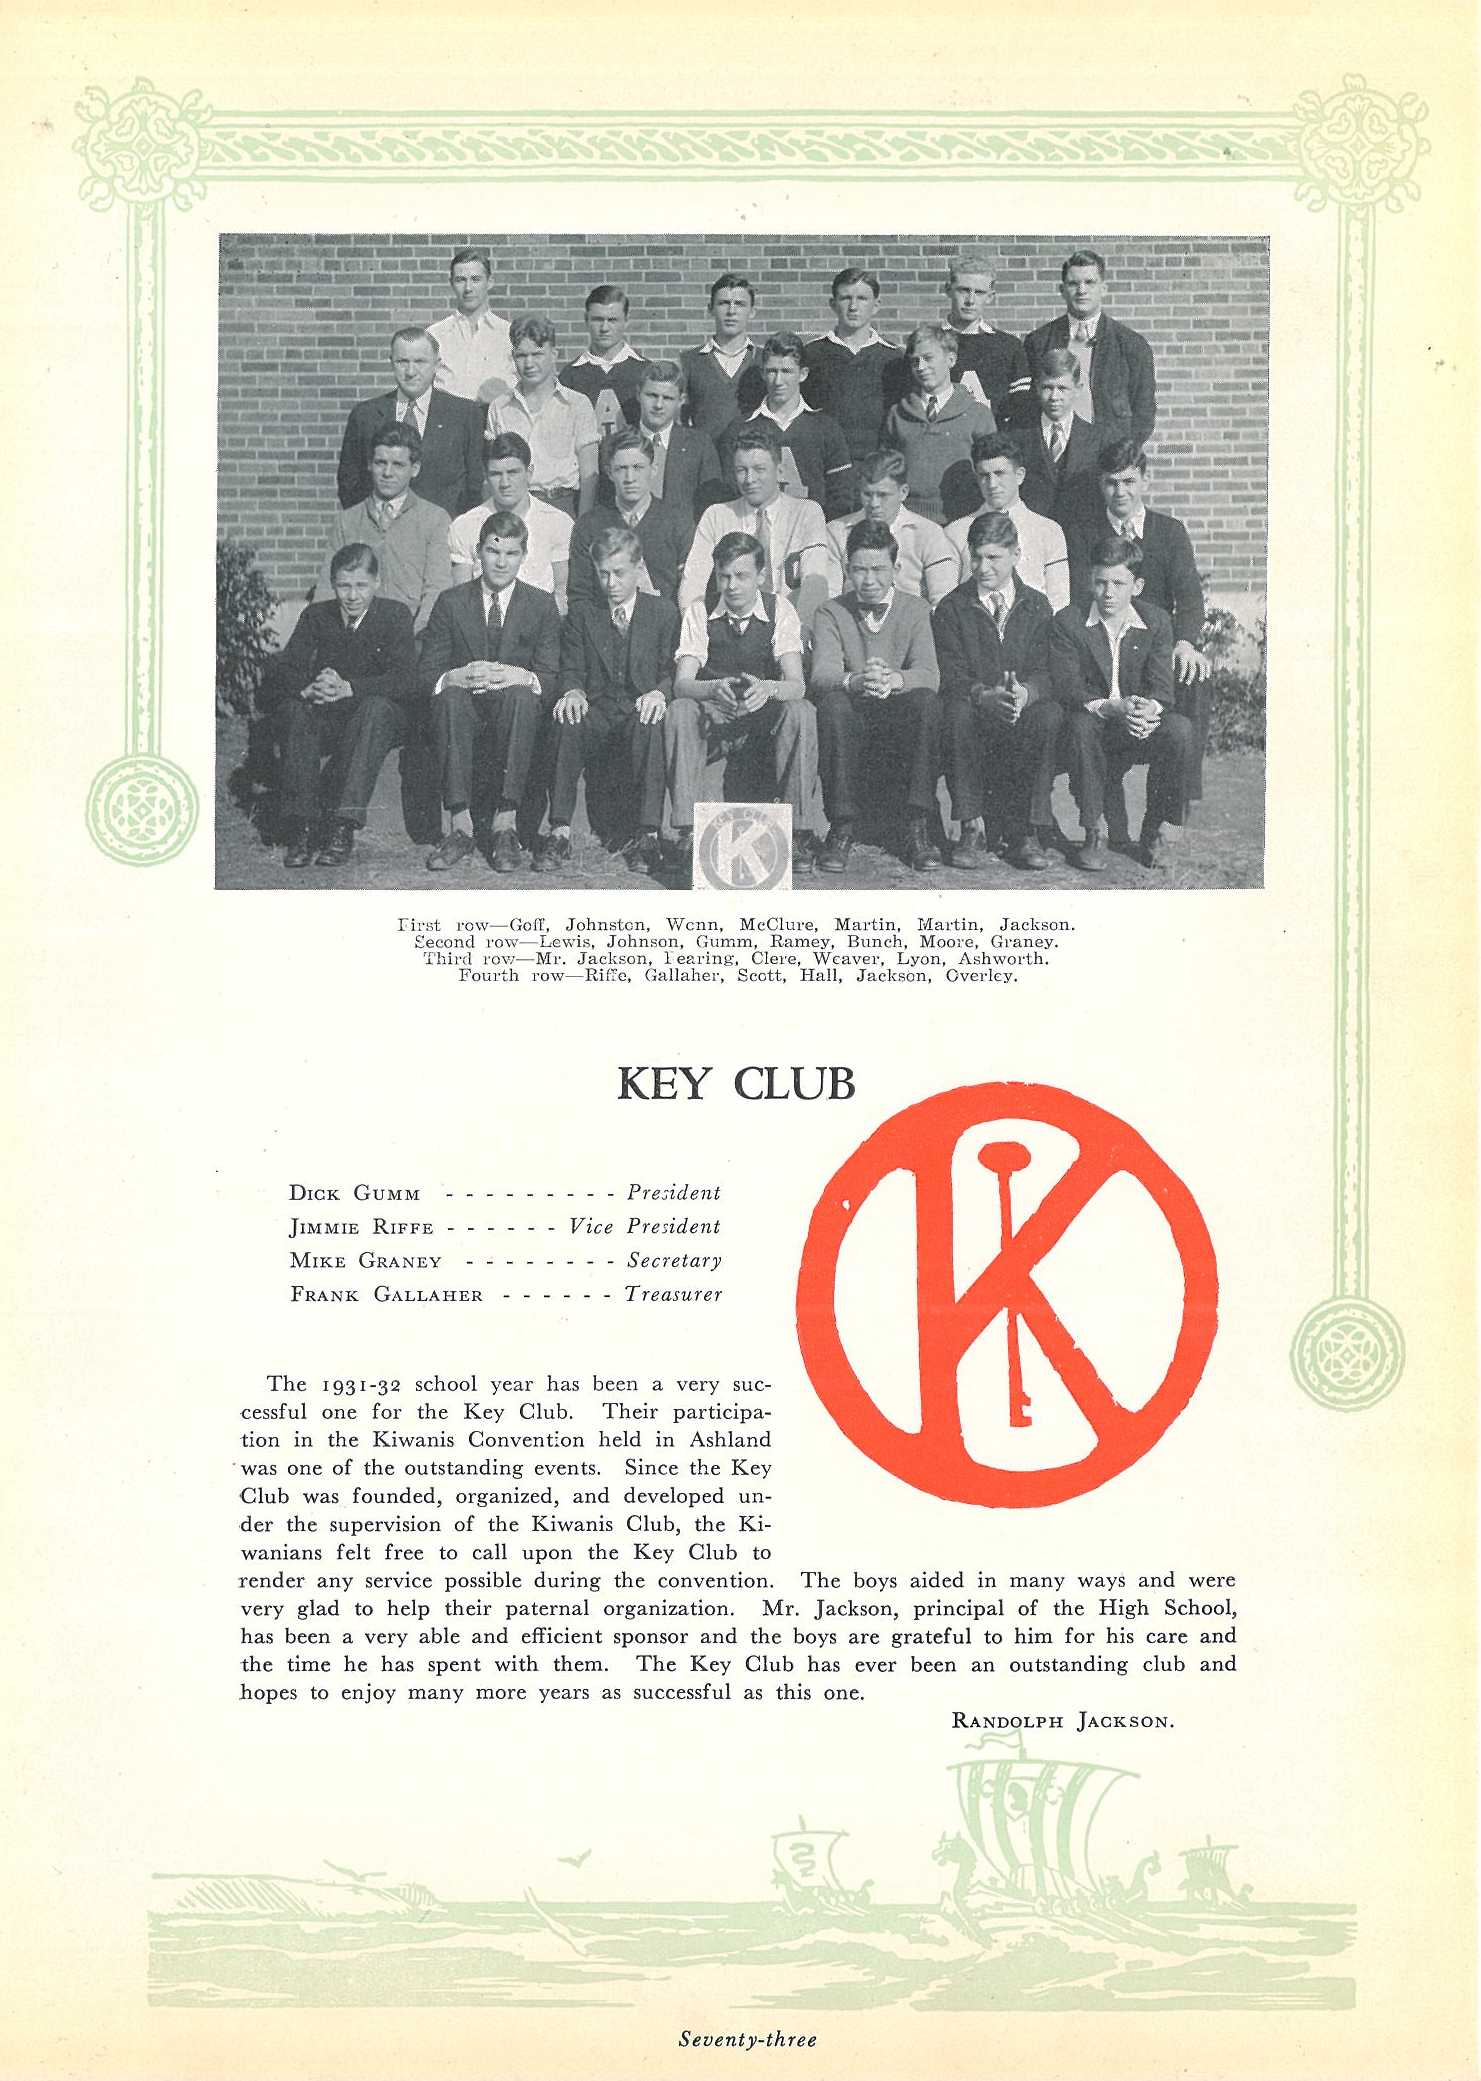 A
A
A
KEY CLUB
K
First row—Goff, Johnston, Wenn, McClure, Martin, Martin, Jackson.
Second row—Lewis, Johnson, Gumm, Ramey, Bunch, Moore, Graney.
Third row—Mr. Jackson, Fearing, Clere, Weaver, Lyon, Ashworth.
Fourth row—Riffe, Gallaher, Scott, Hall, Jackson, Overley.
KEY CLUB
K
DICK GUMM - - - - - - - - - President
JIMMIE RIFFE - - - - - - Vice President
MIKE GRANEY - - - - - - - - Secretary
FRANK GALLAHER - - - - - - Treasurer
The 1931-32 school year has been a very suc-
cessful one for the Key Club. Their participa-
tion in the Kiwanis Convention held in Ashland
was one of the outstanding events. Since the Key
Club was founded, organized, and developed un-
der the supervision of the Kiwanis Club, the Ki-
wanians felt free to call upon the Key Club to
render any service possible during the convention. The boys aided in many ways and were
very glad to help their paternal organization. Mr. Jackson, principal of the High School,
has been a very able and efficient sponsor and the boys are grateful to him for his care and
the time he has spent with them. The Key Club has ever been an outstanding club and
hopes to enjoy many more years as successful as this one.
RANDOLPH JACKSON.
Seventy-three